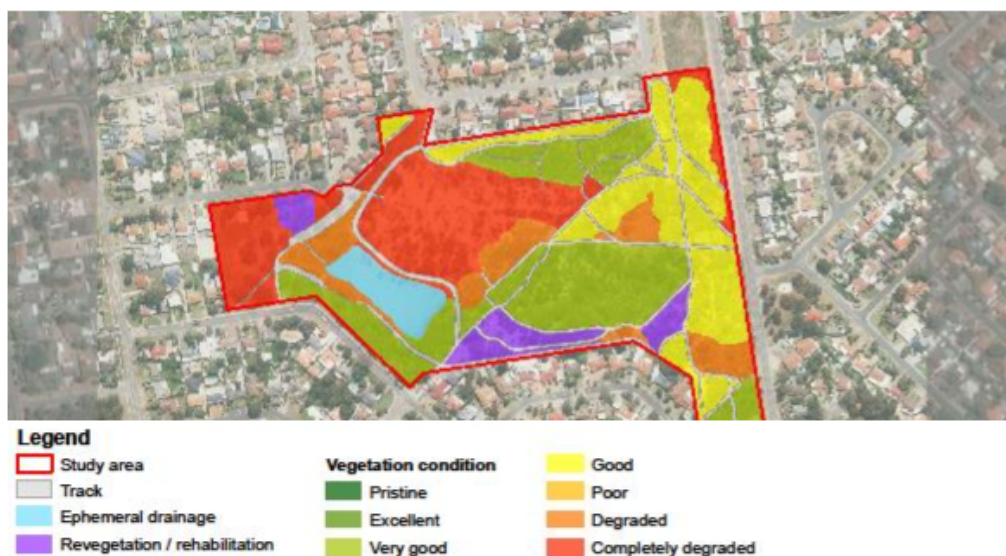 Legend
Study area
Track
Ephemeral drainage
Revegetation / rehabilitation
Vegetation condition
Pristine
Excellent
Very good
Good
Poor
Degraded
Completely degraded